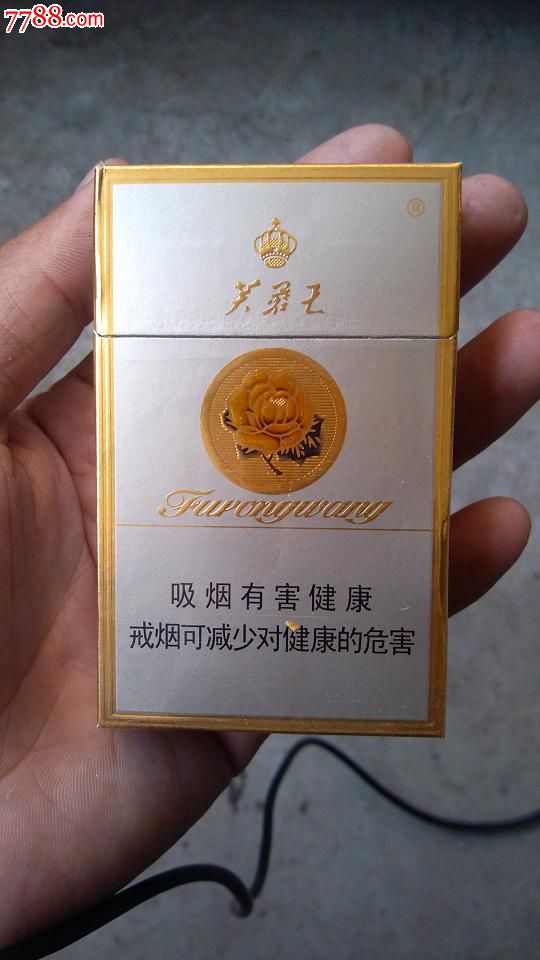 7788.com
®
芙蓉王
Furongwang
吸烟有害健康
戒烟可减少对健康的危害